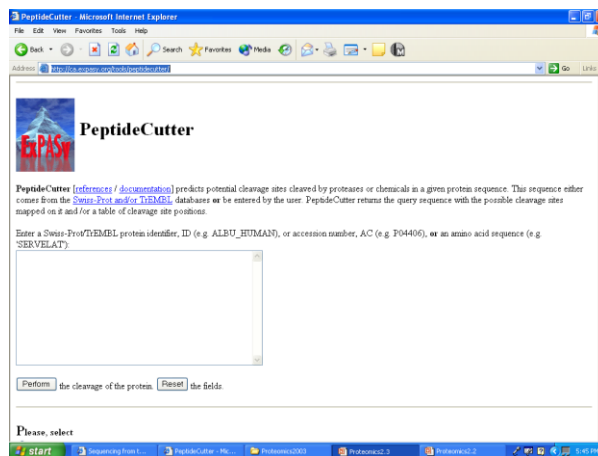 PeptideCutter - Microsoft Internet Explorer
File Edit View Favorites Tools Help
Back Search Favorites Media
Address http://ca.expasy.org/tools/peptidecutter/ Go Links
ExPASy
PeptideCutter
PeptideCutter [references / documentation] predicts potential cleavage sites cleaved by proteases or chemicals in a given protein sequence. This sequence either
comes from the Swiss-Prot and/or TrEMBL databases or be entered by the user. PeptideCutter returns the query sequence with the possible cleavage sites
mapped on it and /or a table of cleavage site positions.
Enter a Swiss-Prot/TrEMBL protein identifier, ID (e.g. ALBU_HUMAN), or accession number, AC (e.g. P04406), or an amino acid sequence (e.g.
'SERVELAT'):
Perform the cleavage of the protein. Reset the fields.
Please, select
start Sequencing from t... PeptideCutter - Mic... Proteomics2003 Proteomics2.3 Proteomics2.2 5:45 PM